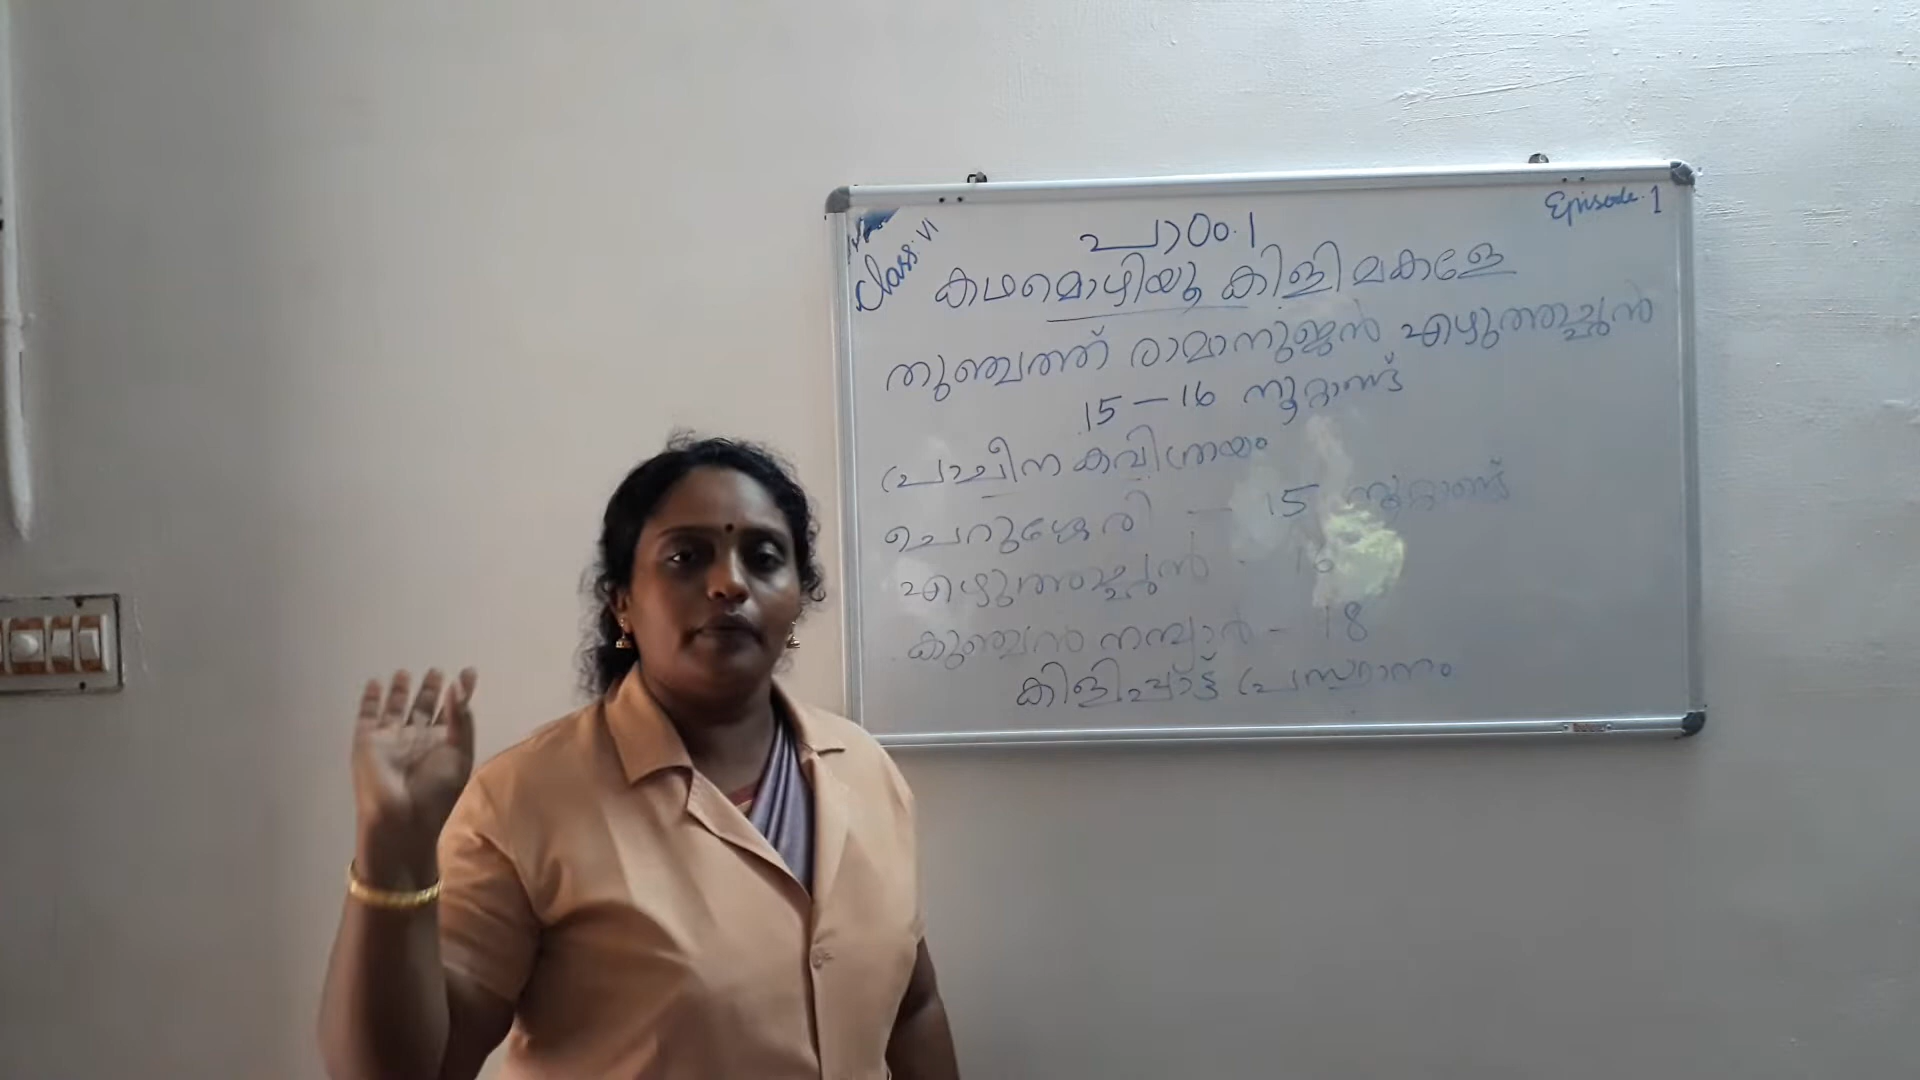 Class: VI
Episode. 1
പാഠം. 1
കഥമൊഴിയൂ കിളിമകളേ
തുഞ്ചത്ത് രാമാനുജൻ എഴുത്തച്ഛൻ
15 - 16 നൂറ്റാണ്ട്
പ്രാചീന കവിത്രയം
ചെറുശ്ശേരി - 15 നൂറ്റാണ്ട്
എഴുത്തച്ഛൻ - 16
കുഞ്ചൻ നമ്പ്യാർ - 18
കിളിപ്പാട്ട് പ്രസ്ഥാനം